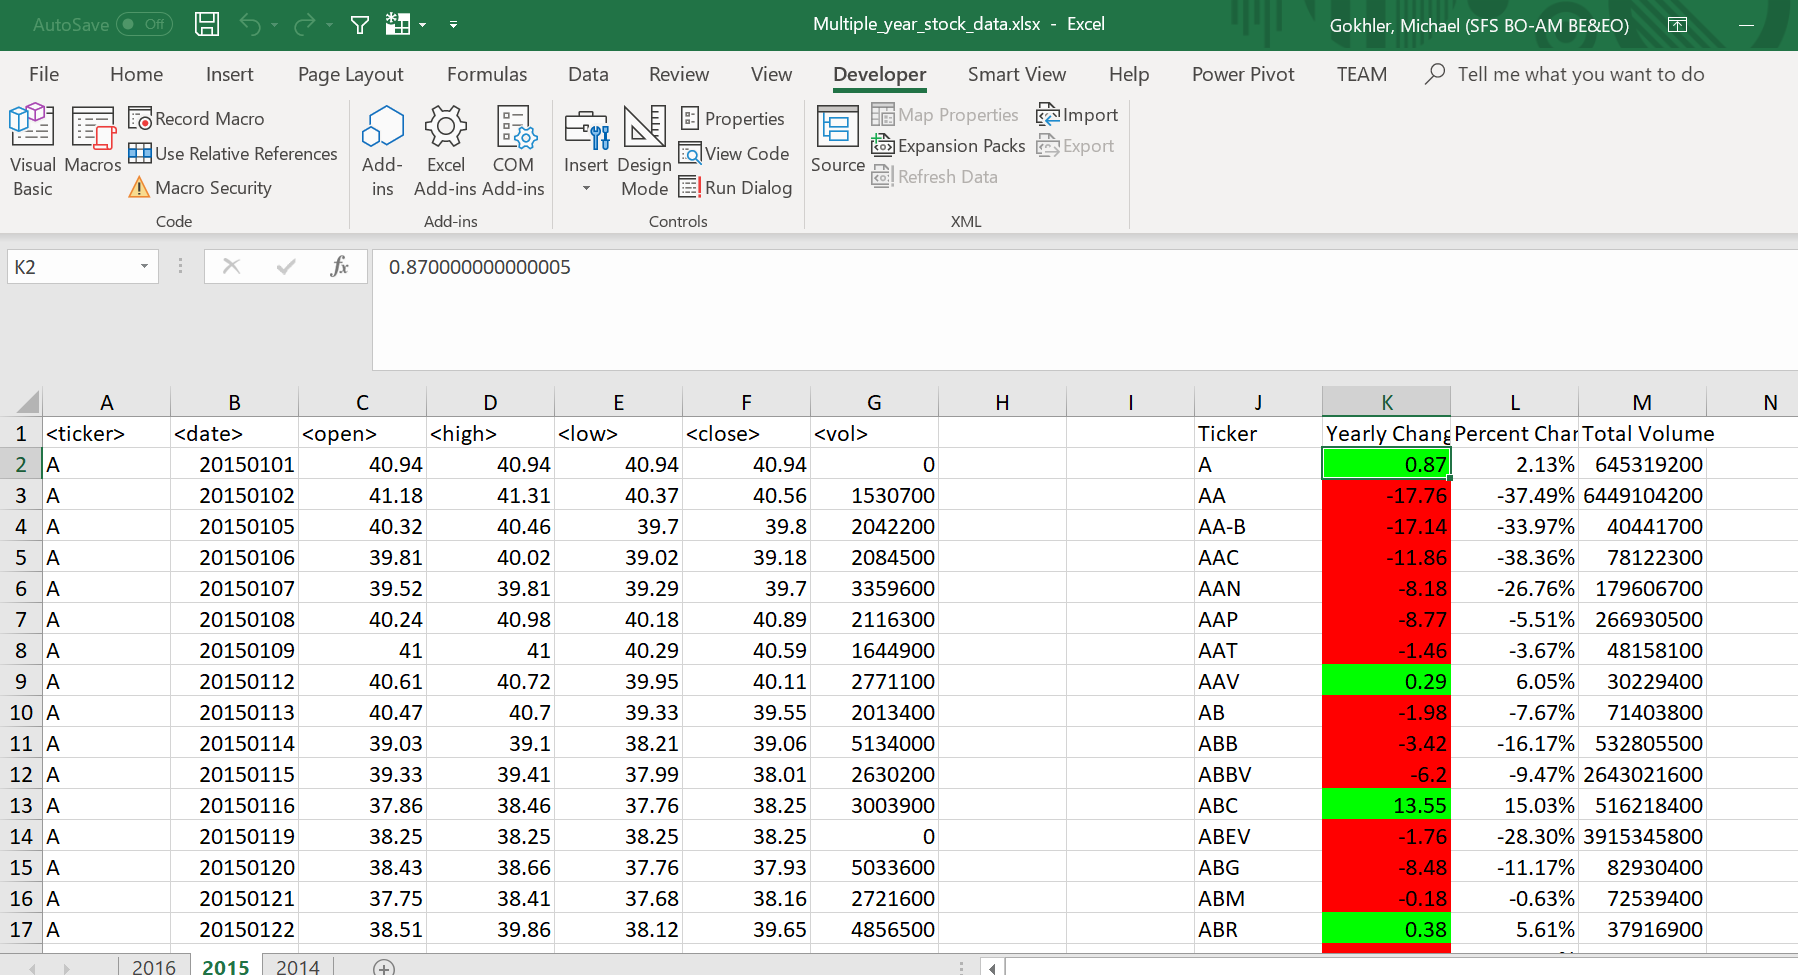 AutoSave Off Multiple_year_stock_data.xlsx - Excel Gokhler, Michael (SFS BO-AM BE&EO)
File Home Insert Page Layout Formulas Data Review View Developer Smart View Help Power Pivot TEAM Tell me what you want to do
Visual Basic
Macros
Record Macro
Use Relative References
Macro Security
Code
Add-ins
Excel Add-ins
COM Add-ins
Add-ins
Insert
Design Mode
Properties
View Code
Run Dialog
Controls
Source
Map Properties
Expansion Packs
Refresh Data
Import
Export
XML
K2 fx 0.870000000000005
A B C D E F G H I J K L M N
1 <ticker> <date> <open> <high> <low> <close> <vol> Ticker Yearly Chang Percent Char Total Volume
2 A 20150101 40.94 40.94 40.94 40.94 0 A 0.87 2.13% 645319200
3 A 20150102 41.18 41.31 40.37 40.56 1530700 AA -17.76 -37.49% 6449104200
4 A 20150105 40.32 40.46 39.7 39.8 2042200 AA-B -17.14 -33.97% 40441700
5 A 20150106 39.81 40.02 39.02 39.18 2084500 AAC -11.86 -38.36% 78122300
6 A 20150107 39.52 39.81 39.29 39.7 3359600 AAN -8.18 -26.76% 179606700
7 A 20150108 40.24 40.98 40.18 40.89 2116300 AAP -8.77 -5.51% 266930500
8 A 20150109 41 41 40.29 40.59 1644900 AAT -1.46 -3.67% 48158100
9 A 20150112 40.61 40.72 39.95 40.11 2771100 AAV 0.29 6.05% 30229400
10 A 20150113 40.47 40.7 39.33 39.55 2013400 AB -1.98 -7.67% 71403800
11 A 20150114 39.03 39.1 38.21 39.06 5134000 ABB -3.42 -16.17% 532805500
12 A 20150115 39.33 39.41 37.99 38.01 2630200 ABBV -6.2 -9.47% 2643021600
13 A 20150116 37.86 38.46 37.76 38.25 3003900 ABC 13.55 15.03% 516218400
14 A 20150119 38.25 38.25 38.25 38.25 0 ABEV -1.76 -28.30% 3915345800
15 A 20150120 38.43 38.66 37.76 37.93 5033600 ABG -8.48 -11.17% 82930400
16 A 20150121 37.75 38.41 37.68 38.16 2721600 ABM -0.18 -0.63% 72539400
17 A 20150122 38.51 39.86 38.12 39.65 4856500 ABR 0.38 5.61% 37916900
2016 2015 2014